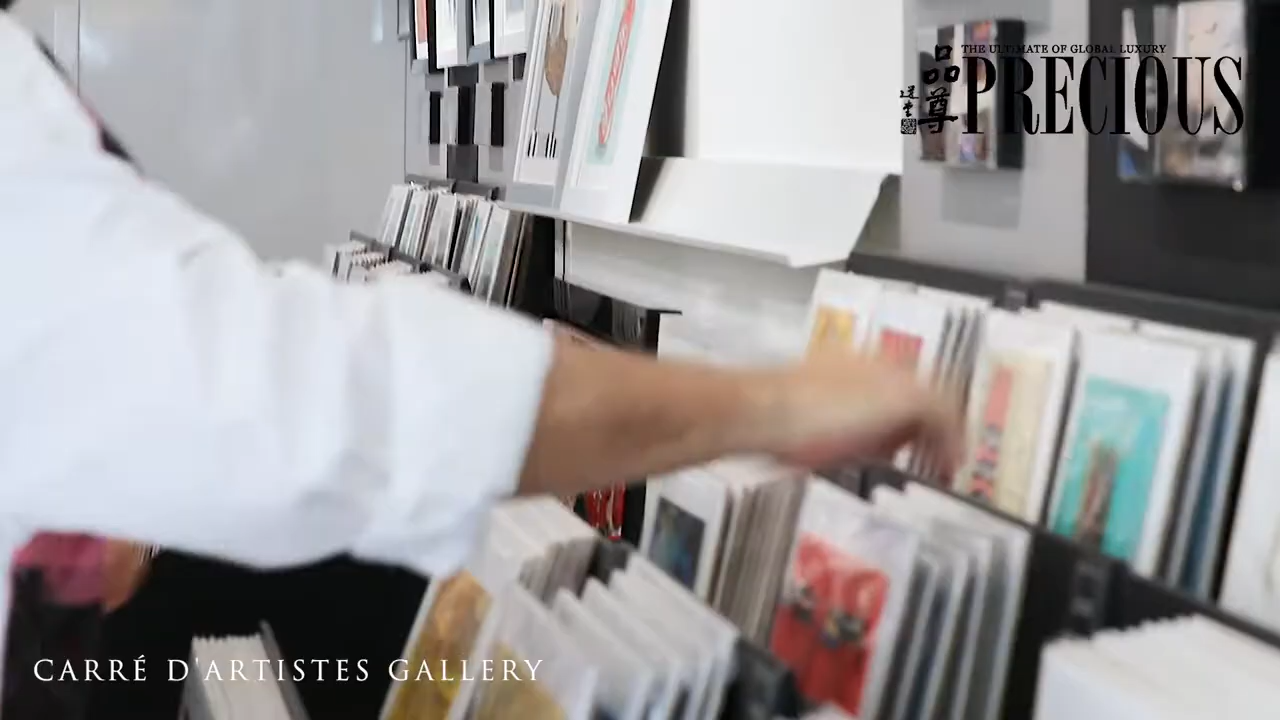 THE ULTIMATE OF GLOBAL LUXURY
品尊 PRECIOUS
CARRÉ D'ARTISTES GALLERY